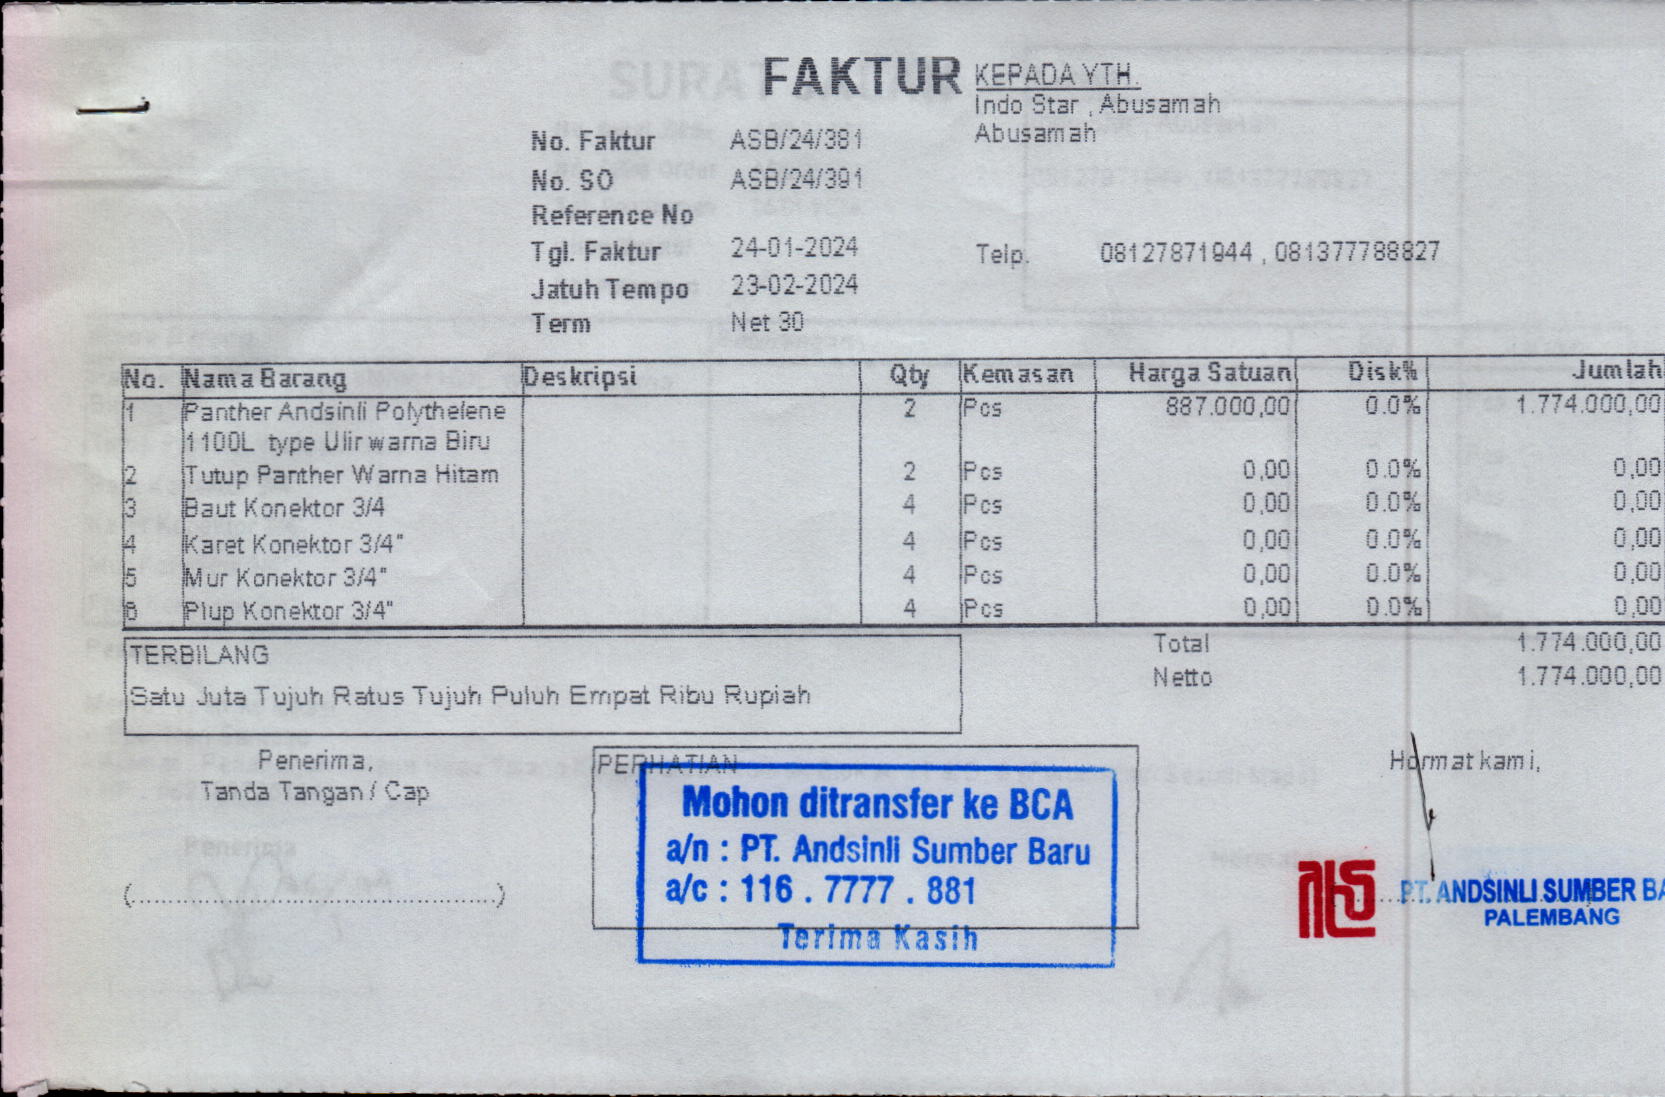 FAKTUR
KEPADA YTH.
Indo Star , Abusamah
Abusamah
No. Faktur ASB/24/381
No. SO ASB/24/391
Reference No
Tgl. Faktur 24-01-2024
Telp. 08127871944 , 081377788827
Jatuh Tempo 23-02-2024
Term Net 30
No. Nama Barang Deskripsi Qty Kemasan Harga Satuan Disk% Jumlah
1 Panther Andsinli Polythelene 2 Pcs 887.000,00 0.0% 1.774.000,00
1100L type Ulir warna Biru
2 Tutup Panther Warna Hitam 2 Pcs 0,00 0.0% 0,00
3 Baut Konektor 3/4 4 Pcs 0,00 0.0% 0,00
4 Karet Konektor 3/4" 4 Pcs 0,00 0.0% 0,00
5 Mur Konektor 3/4" 4 Pcs 0,00 0.0% 0,00
6 Plup Konektor 3/4" 4 Pcs 0,00 0.0% 0,00
Total 1.774.000,00
Netto 1.774.000,00
TERBILANG
Satu Juta Tujuh Ratus Tujuh Puluh Empat Ribu Rupiah
Penerima,
Tanda Tangan / Cap
(............................................................)
PERHATIAN
Mohon ditransfer ke BCA
a/n : PT. Andsinli Sumber Baru
a/c : 116 . 7777 . 881
Terima Kasih
Hormat kami,
PT. ANDSINLI SUMBER BA
PALEMBANG